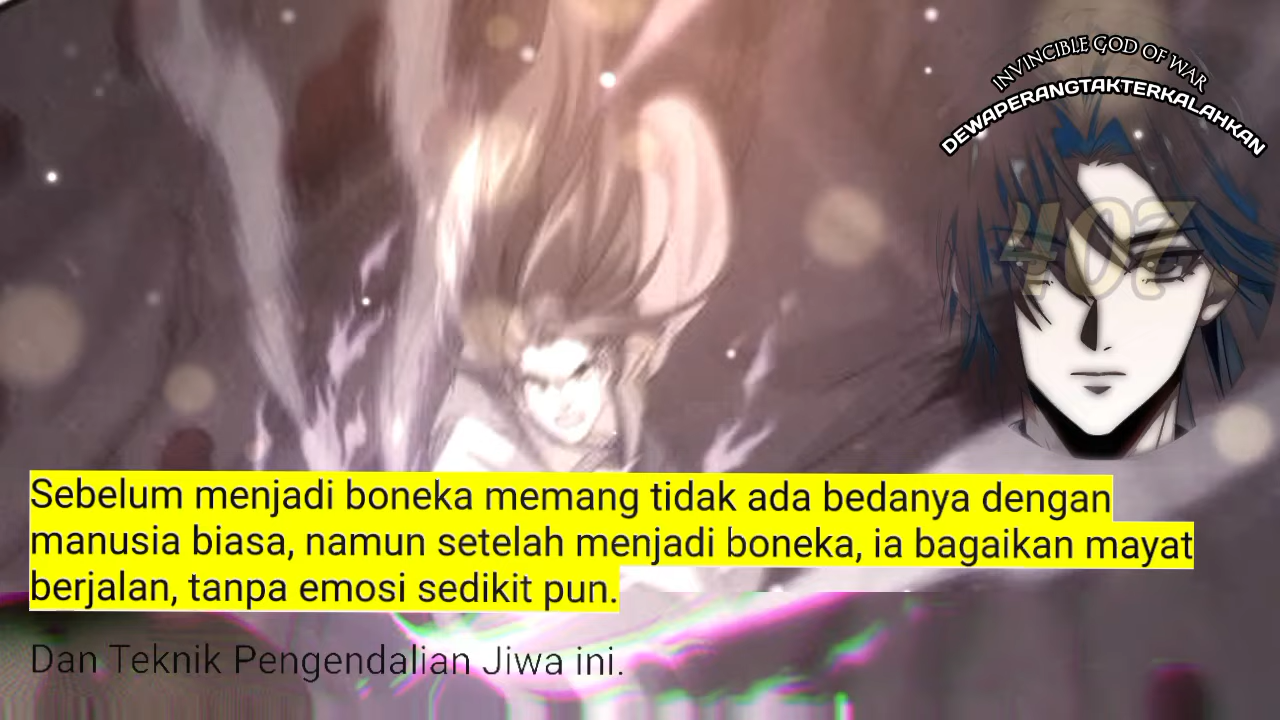 INVINCIBLE GOD OF WAR
DEWAPERANGTAKTERKALAHKAN
407
Sebelum menjadi boneka memang tidak ada bedanya dengan
manusia biasa, namun setelah menjadi boneka, ia bagaikan mayat
berjalan, tanpa emosi sedikit pun.
Dan Teknik Pengendalian Jiwa ini.